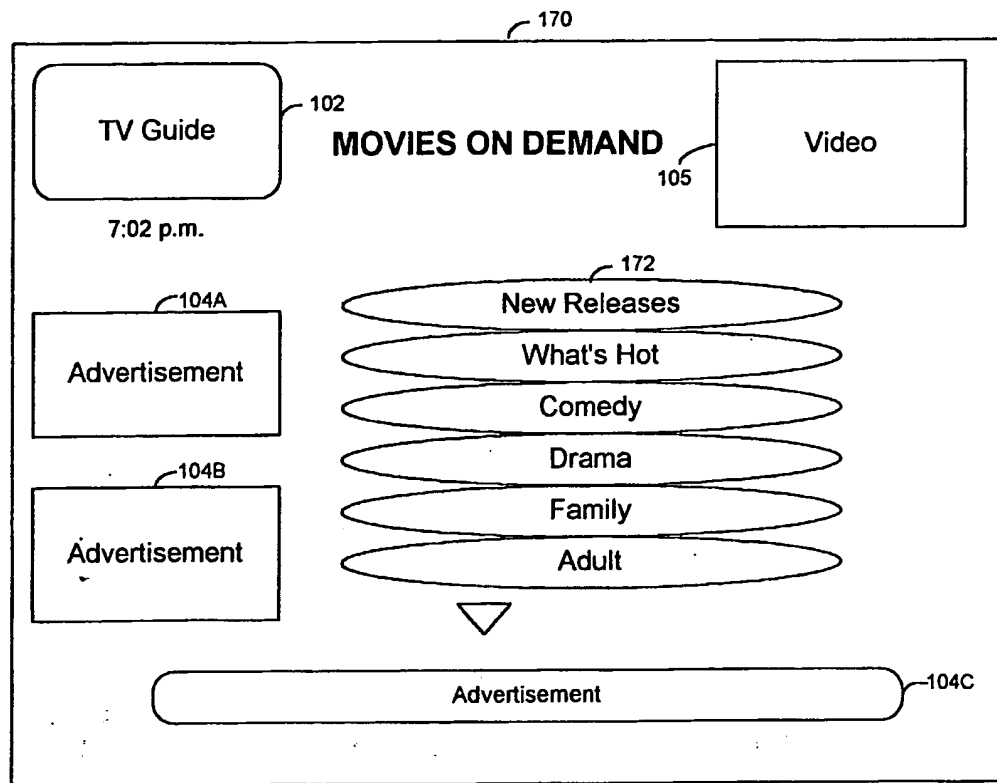 170
TV Guide
102
MOVIES ON DEMAND
105
Video
7:02 p.m.
172
New Releases
104A
Advertisement
What's Hot
Comedy
Drama
104B
Advertisement
Family
Adult
Advertisement
104C